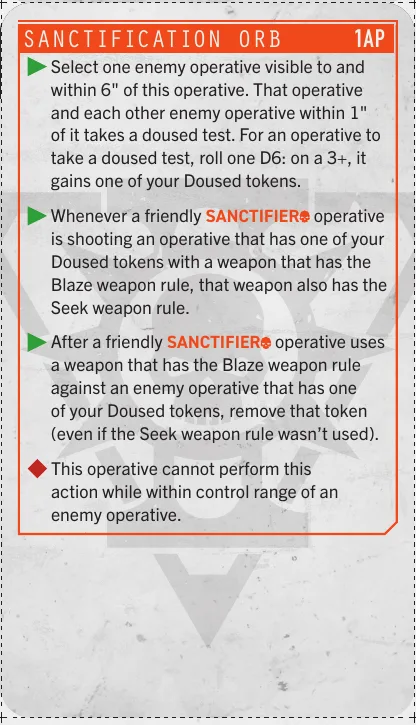 SANCTIFICATION ORB 1AP
Select one enemy operative visible to and
within 6" of this operative. That operative
and each other enemy operative within 1"
of it takes a doused test. For an operative to
take a doused test, roll one D6: on a 3+, it
gains one of your Doused tokens.
Whenever a friendly SANCTIFIER operative
is shooting an operative that has one of your
Doused tokens with a weapon that has the
Blaze weapon rule, that weapon also has the
Seek weapon rule.
After a friendly SANCTIFIER operative uses
a weapon that has the Blaze weapon rule
against an enemy operative that has one
of your Doused tokens, remove that token
(even if the Seek weapon rule wasn't used).
This operative cannot perform this
action while within control range of an
enemy operative.